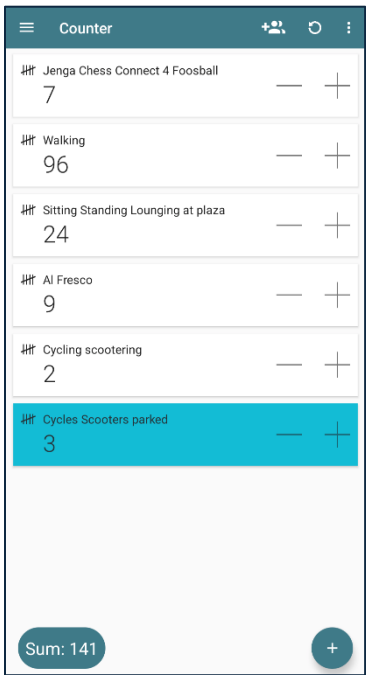 Counter
Jenga Chess Connect 4 Foosball
7
Walking
96
Sitting Standing Lounging at plaza
24
Al Fresco
9
Cycling scootering
2
Cycles Scooters parked
3
Sum: 141